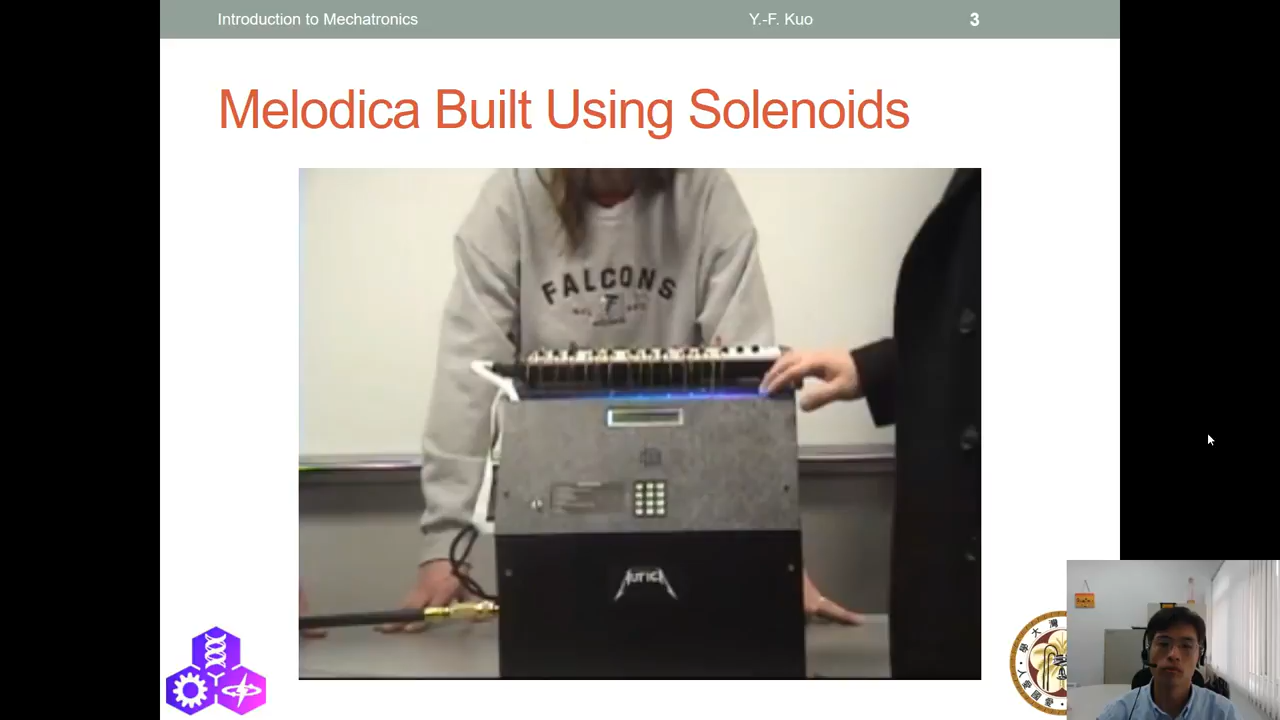 Introduction to Mechatronics
Y.-F. Kuo
3
Melodica Built Using Solenoids
FALCONS